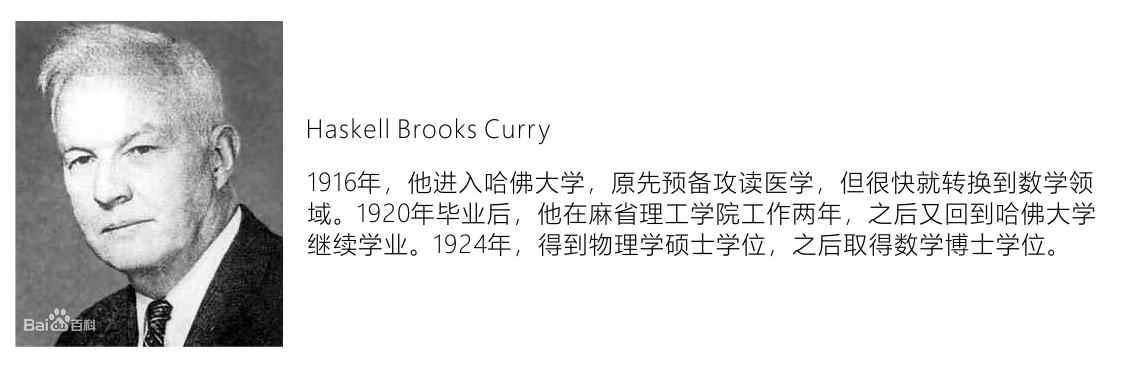 Haskell Brooks Curry
1916年，他进入哈佛大学，原先预备攻读医学，但很快就转换到数学领
域。1920年毕业后，他在麻省理工学院工作两年，之后又回到哈佛大学
继续学业。1924年，得到物理学硕士学位，之后取得数学博士学位。
Baidu百科